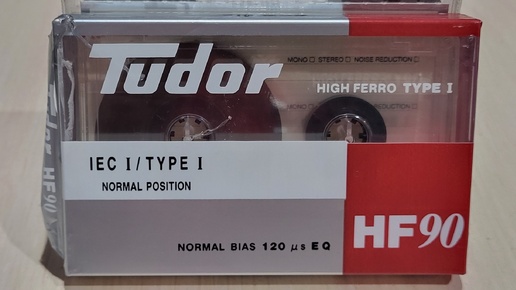 Tudor
MONO □ STEREO □ NOISE REDUCTION □
HIGH FERRO TYPE I
IEC I / TYPE I
NORMAL POSITION
NORMAL BIAS 120 µs EQ
HF90
Tudor HF90